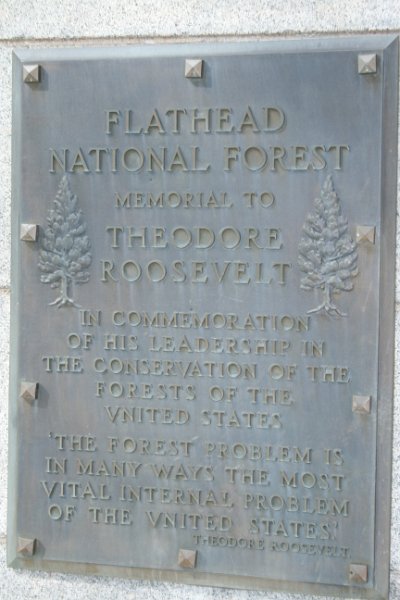 FLATHEAD
NATIONAL FOREST
MEMORIAL TO
THEODORE
ROOSEVELT
IN COMMEMORATION
OF HIS LEADERSHIP IN
THE CONSERVATION OF THE
FORESTS OF THE
VNITED STATES
'THE FOREST PROBLEM IS
IN MANY WAYS THE MOST
VITAL INTERNAL PROBLEM
OF THE VNITED STATES.'
THEODORE ROOSEVELT